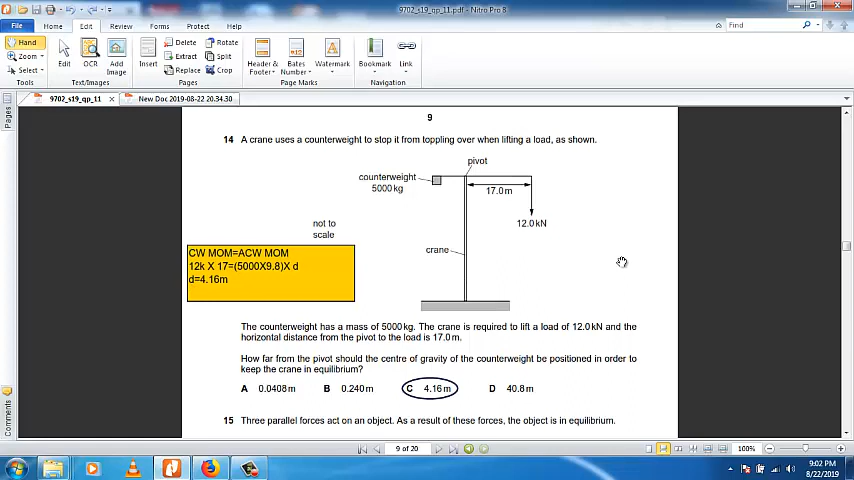 9702_s19_qp_11.pdf - Nitro Pro 8
File Home Edit Review Forms Protect Help
Find
Hand
Zoom
Select
Tools
Edit
OCR
Add Image
Text/Images
Insert
Delete
Extract
Replace
Rotate
Split
Crop
Pages
Header & Footer
Bates Number
Watermark
Page Marks
Bookmark
Link
Navigation
9702_s19_qp_11
New Doc 2019-08-22 20.34.30
Pages
9
14 A crane uses a counterweight to stop it from toppling over when lifting a load, as shown.
pivot
counterweight
5000 kg
17.0 m
12.0 kN
not to
scale
crane
CW MOM=ACW MOM
12k X 17=(5000X9.8)X d
d=4.16m
The counterweight has a mass of 5000 kg. The crane is required to lift a load of 12.0 kN and the
horizontal distance from the pivot to the load is 17.0 m.
How far from the pivot should the centre of gravity of the counterweight be positioned in order to
keep the crane in equilibrium?
A 0.0408 m B 0.240 m C 4.16 m D 40.8 m
15 Three parallel forces act on an object. As a result of these forces, the object is in equilibrium.
Comments
9 of 20
100%
9:02 PM
8/22/2019